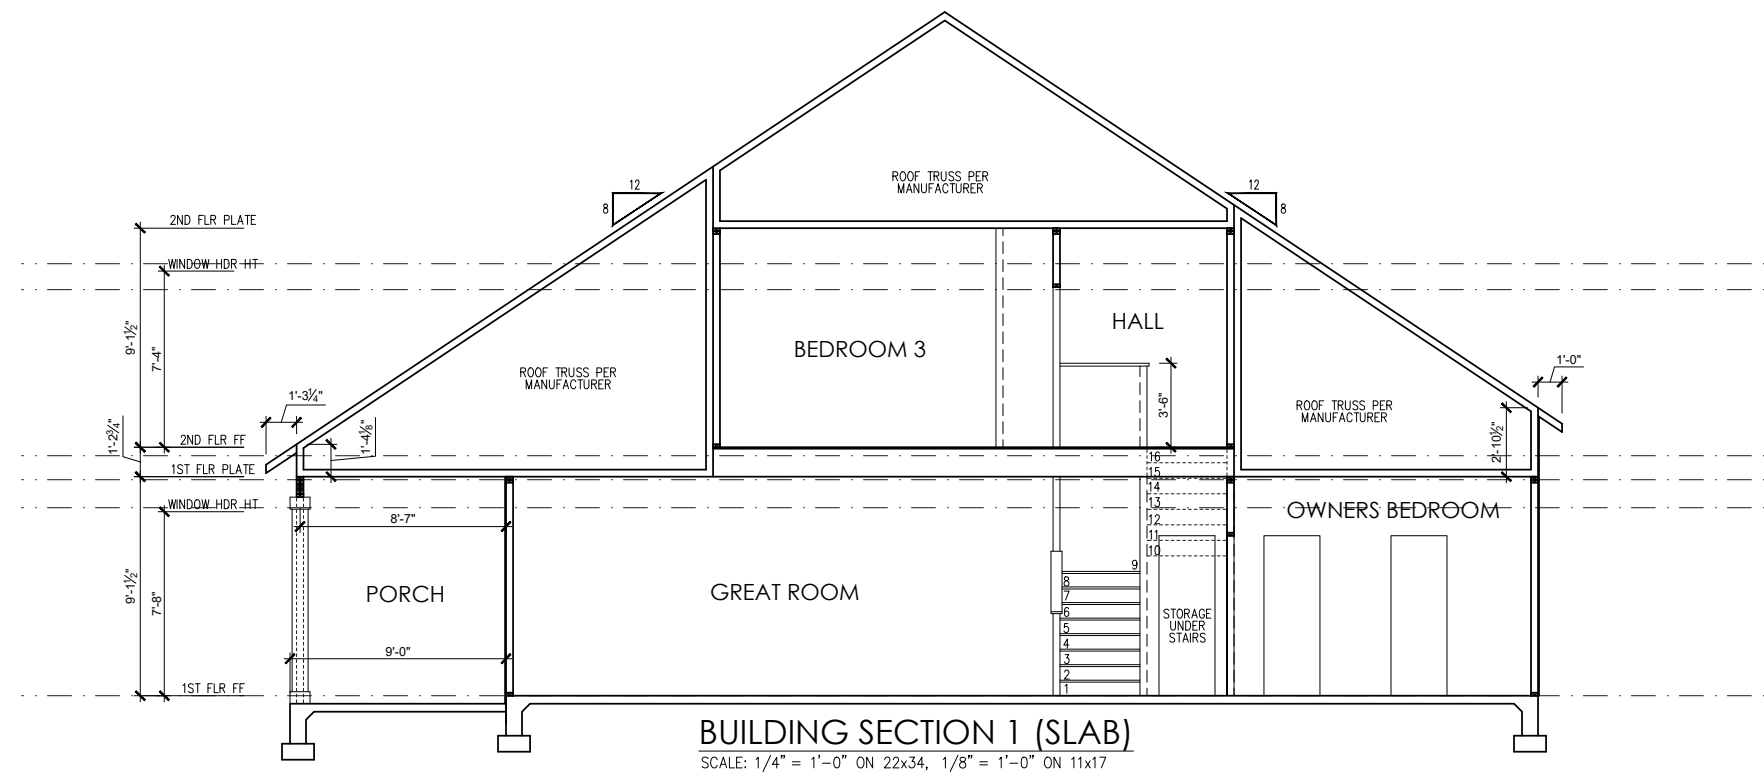 ROOF TRUSS PER
MANUFACTURER
12
8
12
8
2ND FLR PLATE
WINDOW HDR HT
9'-1½"
7'-4"
HALL
BEDROOM 3
ROOF TRUSS PER
MANUFACTURER
1'-0"
1'-3¼"
3'-6"
ROOF TRUSS PER
MANUFACTURER
1'-2¾"
1'-4⅛"
2'-10½"
2ND FLR FF
1ST FLR PLATE
16
15
14
13
12
11
10
WINDOW HDR HT
8'-7"
OWNERS BEDROOM
9'-1½"
7'-8"
PORCH
GREAT ROOM
9
8
7
6
5
4
3
2
1
STORAGE
UNDER
STAIRS
9'-0"
1ST FLR FF
BUILDING SECTION 1 (SLAB)
SCALE: 1/4" = 1'-0" ON 22x34, 1/8" = 1'-0" ON 11x17